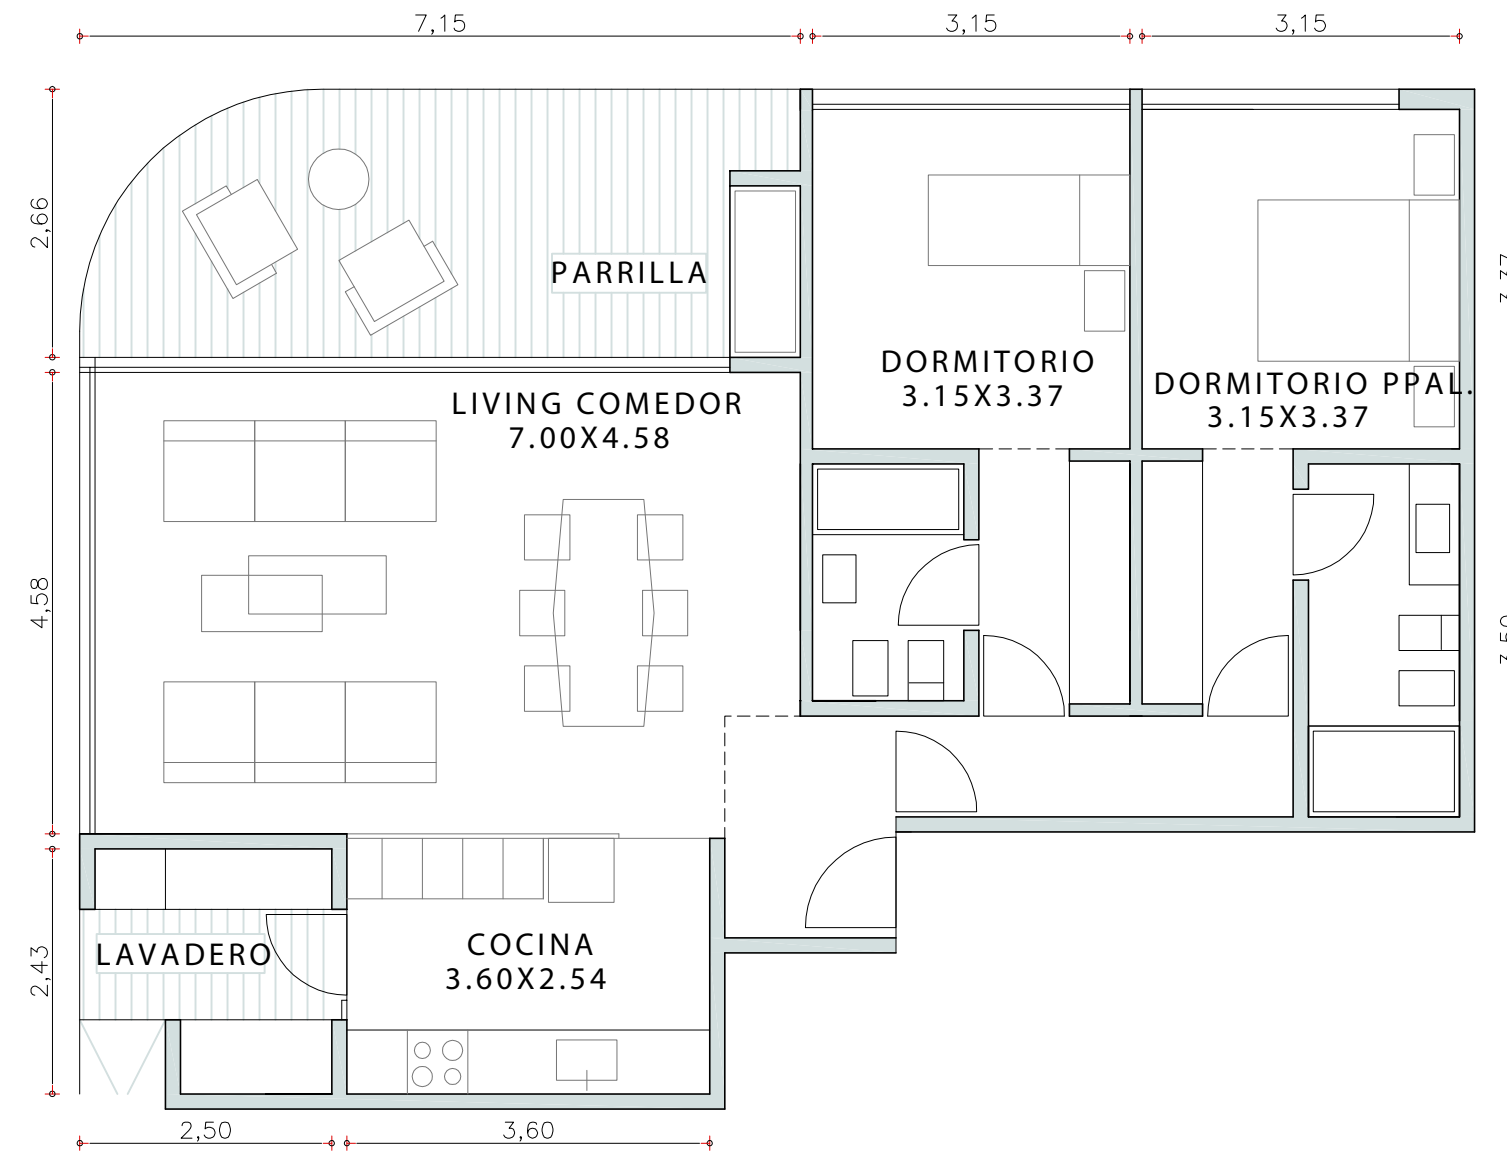 7,15
3,15
3,15
2,66
PARRILLA
DORMITORIO
3.15X3.37
DORMITORIO PPAL.
3.15X3.37
LIVING COMEDOR
7.00X4.58
4,58
LAVADERO
COCINA
3.60X2.54
2,43
2,50
3,60